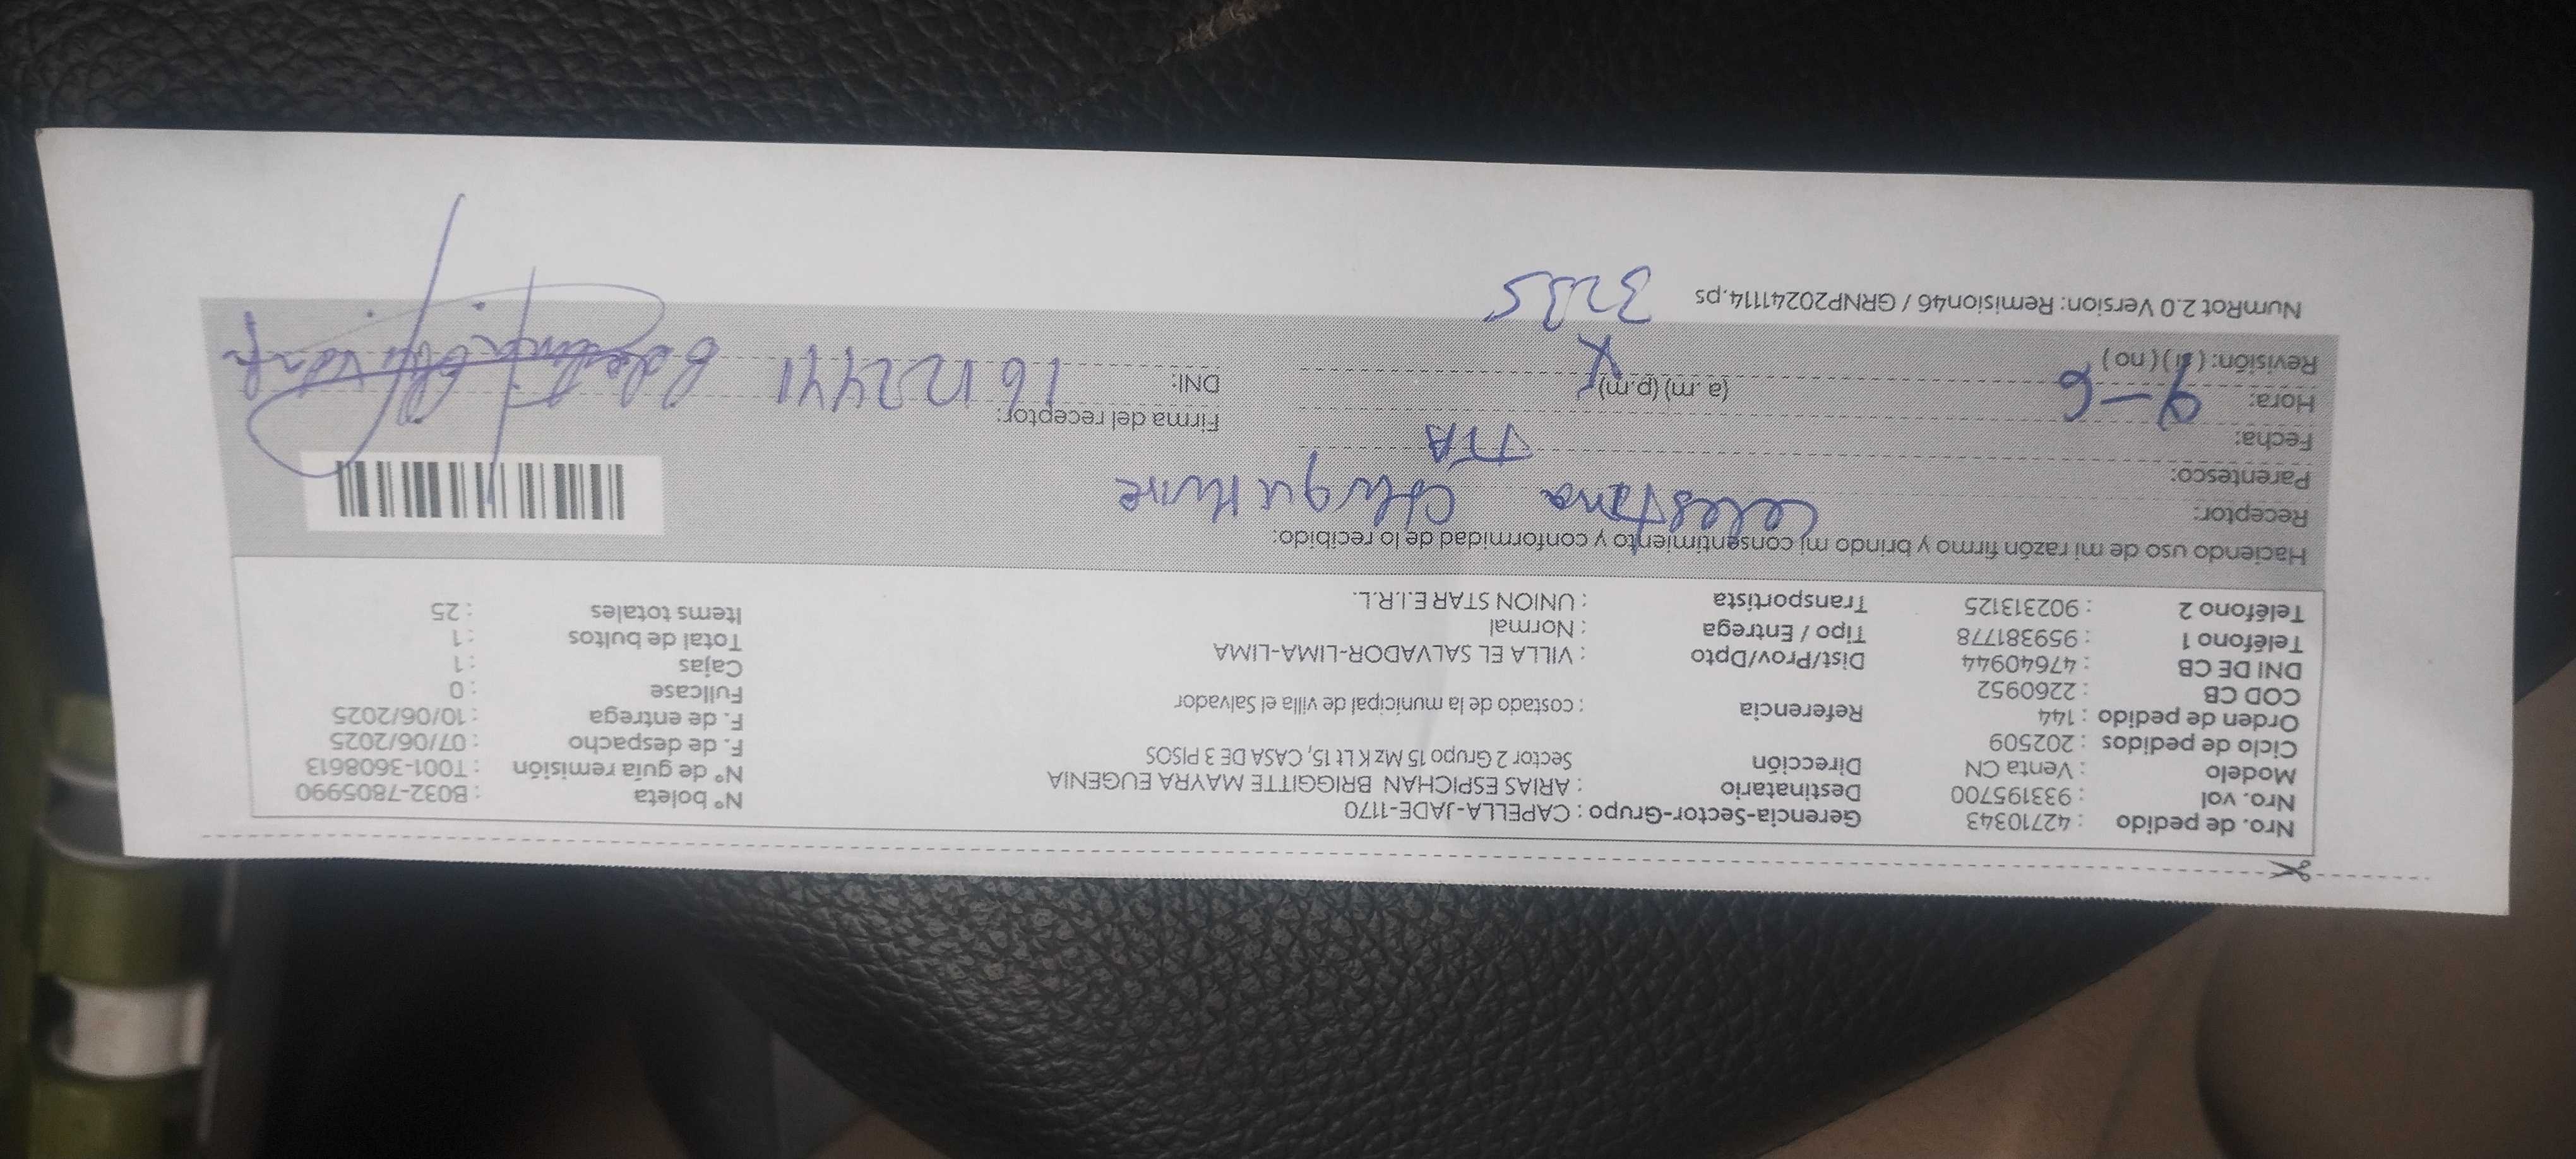 Nro. de pedido : 42710343 Gerencia-Sector-Grupo : CAPELLA-JADE-1170 N° boleta : B032-7805990
Nro. vol : 933195700 Destinatario : ARIAS ESPICHAN BRIGGITTE MAYRA EUGENIA N° de guía remisión : T001-3608613
Modelo : Venta CN Dirección Sector 2 Grupo 15 Mz K Lt 15, CASA DE 3 PISOS F. de despacho : 07/06/2025
Ciclo de pedidos : 202509 F. de entrega : 10/06/2025
Orden de pedido : 144 Referencia : costado de la municipal de villa el Salvador Fullcase : 0
COD CB : 2260952 Cajas : 1
DNI DE CB : 47640944 Dist/Prov/Dpto : VILLA EL SALVADOR-LIMA-LIMA Total de bultos : 1
Teléfono 1 : 959381778 Tipo / Entrega : Normal Items totales : 25
Teléfono 2 : 902313125 Transportista : UNION STAR E.I.R.L.
Haciendo uso de mi razón firmo y brindo mi consentimiento y conformidad de lo recibido:
Receptor: Celestina
Parentesco: TIA
Fecha: Firma del receptor:
Hora: 9-6 (a.m) (p.m) X DNI: 16122441
Revisión: (si) (no)
NumRot 2.0 Version: Remision46 / GRNP20241114.ps 3235